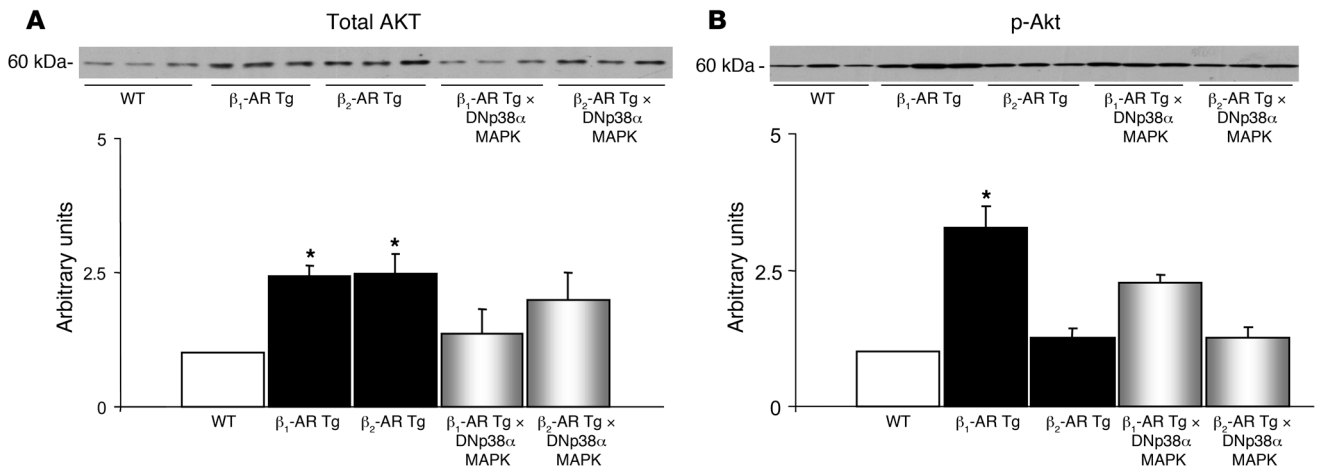 A
Total AKT
60 kDa-
WT
β₁-AR Tg
β₂-AR Tg
β₁-AR Tg ×
DNp38α
MAPK
β₂-AR Tg ×
DNp38α
MAPK
Arbitrary units
5
2.5
0
*
*
WT
β₁-AR Tg
β₂-AR Tg
β₁-AR Tg ×
DNp38α
MAPK
β₂-AR Tg ×
DNp38α
MAPK
B
p-Akt
60 kDa -
WT
β₁-AR Tg
β₂-AR Tg
β₁-AR Tg ×
DNp38α
MAPK
β₂-AR Tg ×
DNp38α
MAPK
Arbitrary units
5
2.5
0
*
WT
β₁-AR Tg
β₂-AR Tg
β₁-AR Tg ×
DNp38α
MAPK
β₂-AR Tg ×
DNp38α
MAPK